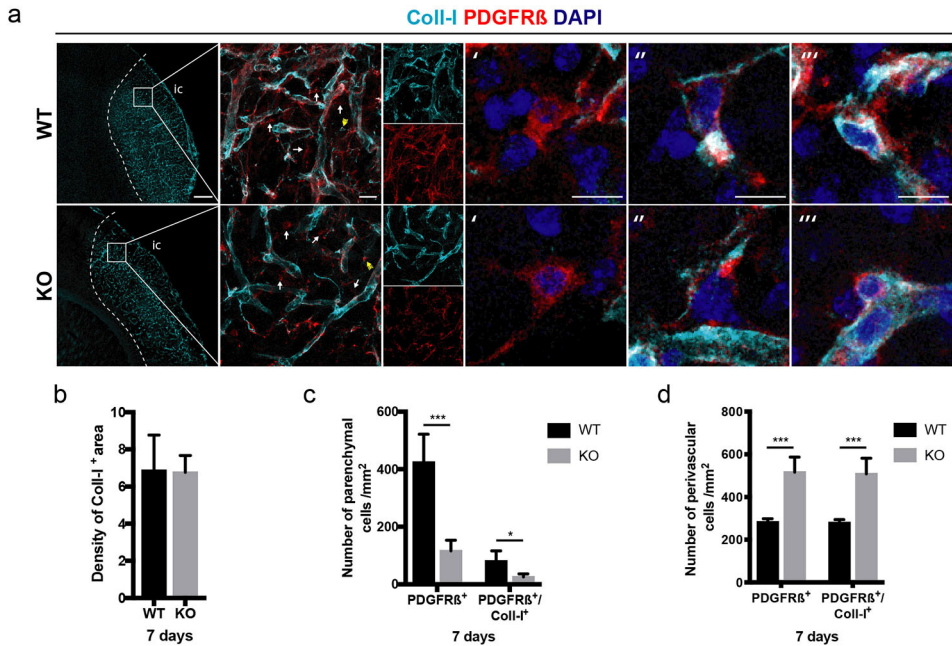 a
Coll-I PDGFRß DAPI
WT
ic
'
''
'''
KO
ic
'
''
'''
b
Density of Coll-I⁺ area
10
8
6
4
2
0
WT KO
7 days
c
Number of parenchymal
cells /mm²
600
400
200
0
***
*
PDGFRß⁺
PDGFRß⁺/
Coll-I⁺
7 days
WT
KO
d
Number of perivascular
cells /mm²
800
600
400
200
0
***
***
PDGFRß⁺
PDGFRß⁺/
Coll-I⁺
7 days
WT
KO